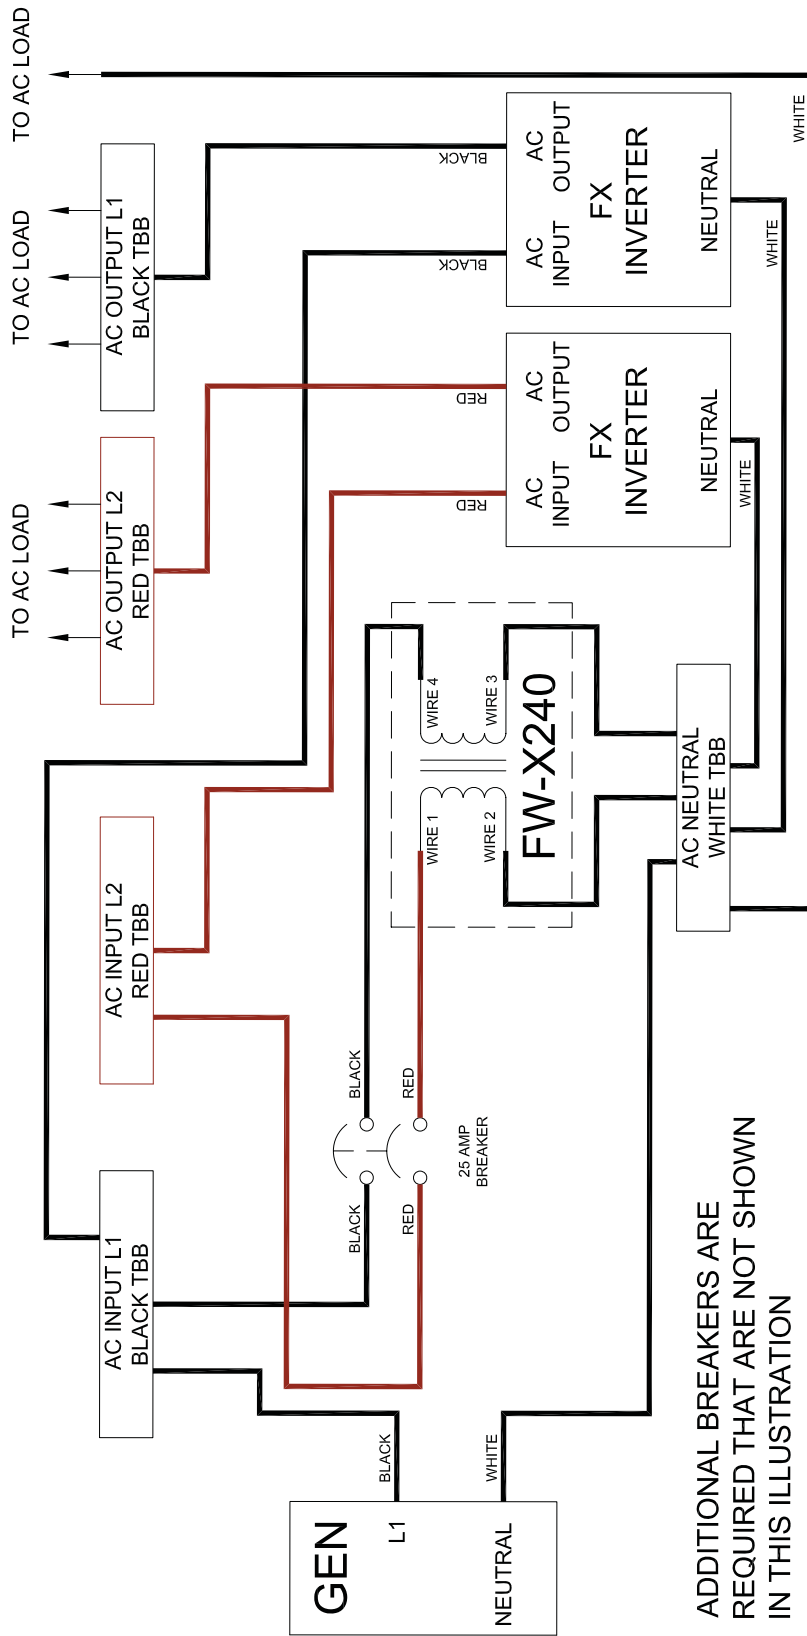 TO AC LOAD
TO AC LOAD
TO AC LOAD
AC INPUT L1
BLACK TBB
AC INPUT L2
RED TBB
AC OUTPUT L2
RED TBB
AC OUTPUT L1
BLACK TBB
GEN
L1
NEUTRAL
BLACK
WHITE
BLACK
RED
BLACK
RED
25 AMP
BREAKER
WIRE 1
WIRE 2
WIRE 4
WIRE 3
FW-X240
RED
RED
BLACK
BLACK
AC
INPUT
AC
OUTPUT
FX
INVERTER
NEUTRAL
AC
INPUT
AC
OUTPUT
FX
INVERTER
NEUTRAL
AC NEUTRAL
WHITE TBB
WHITE
WHITE
WHITE
ADDITIONAL BREAKERS ARE
REQUIRED THAT ARE NOT SHOWN
IN THIS ILLUSTRATION